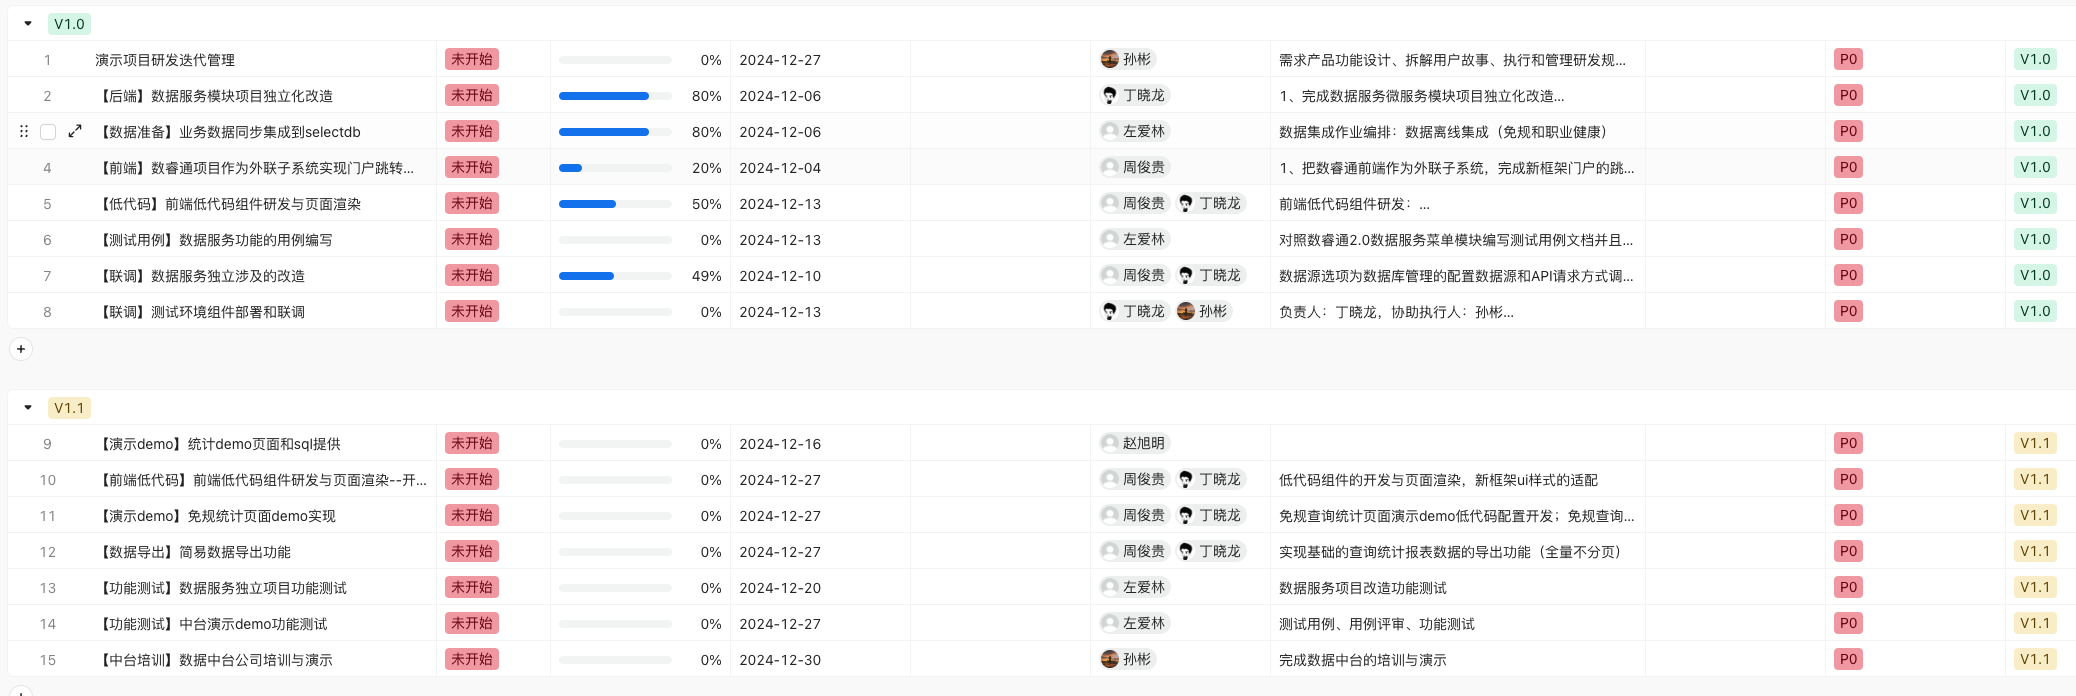 V1.0
1 演示项目研发迭代管理 未开始 0% 2024-12-27 孙彬 需求产品功能设计、拆解用户故事、执行和管理研发规... P0 V1.0
2 【后端】数据服务模块项目独立化改造 未开始 80% 2024-12-06 丁晓龙 1、完成数据服务微服务模块项目独立化改造... P0 V1.0
【数据准备】业务数据同步集成到selectdb 未开始 80% 2024-12-06 左爱林 数据集成作业编排：数据离线集成（免规和职业健康） P0 V1.0
4 【前端】数睿通项目作为外联子系统实现门户跳转... 未开始 20% 2024-12-04 周俊贵 1、把数睿通前端作为外联子系统，完成新框架门户的跳... P0 V1.0
5 【低代码】前端低代码组件研发与页面渲染 未开始 50% 2024-12-13 周俊贵 丁晓龙 前端低代码组件研发：... P0 V1.0
6 【测试用例】数据服务功能的用例编写 未开始 0% 2024-12-13 左爱林 对照数睿通2.0数据服务菜单模块编写测试用例文档并且... P0 V1.0
7 【联调】数据服务独立涉及的改造 未开始 49% 2024-12-10 周俊贵 丁晓龙 数据源选项为数据库管理的配置数据源和API请求方式调... P0 V1.0
8 【联调】测试环境组件部署和联调 未开始 0% 2024-12-13 丁晓龙 孙彬 负责人：丁晓龙，协助执行人：孙彬... P0 V1.0
V1.1
9 【演示demo】统计demo页面和sql提供 未开始 0% 2024-12-16 赵旭明 P0 V1.1
10 【前端低代码】前端低代码组件研发与页面渲染--开... 未开始 0% 2024-12-27 周俊贵 丁晓龙 低代码组件的开发与页面渲染，新框架ui样式的适配 P0 V1.1
11 【演示demo】免规统计页面demo实现 未开始 0% 2024-12-27 周俊贵 丁晓龙 免规查询统计页面演示demo低代码配置开发；免规查询... P0 V1.1
12 【数据导出】简易数据导出功能 未开始 0% 2024-12-27 周俊贵 丁晓龙 实现基础的查询统计报表数据的导出功能（全量不分页） P0 V1.1
13 【功能测试】数据服务独立项目功能测试 未开始 0% 2024-12-20 左爱林 数据服务项目改造功能测试 P0 V1.1
14 【功能测试】中台演示demo功能测试 未开始 0% 2024-12-27 左爱林 测试用例、用例评审、功能测试 P0 V1.1
15 【中台培训】数据中台公司培训与演示 未开始 0% 2024-12-30 孙彬 完成数据中台的培训与演示 P0 V1.1